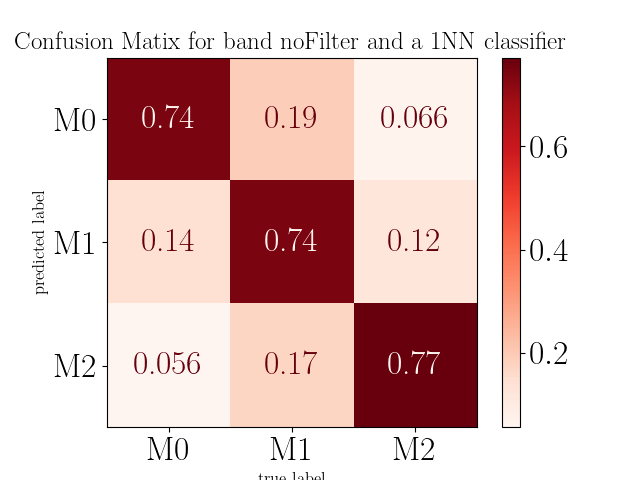 Confusion Matix for band noFilter and a 1NN classifier
M0 0.74 0.19 0.066
0.6
predicted label
M1 0.14 0.74 0.12
0.4
M2 0.056 0.17 0.77
0.2
M0 M1 M2
true label